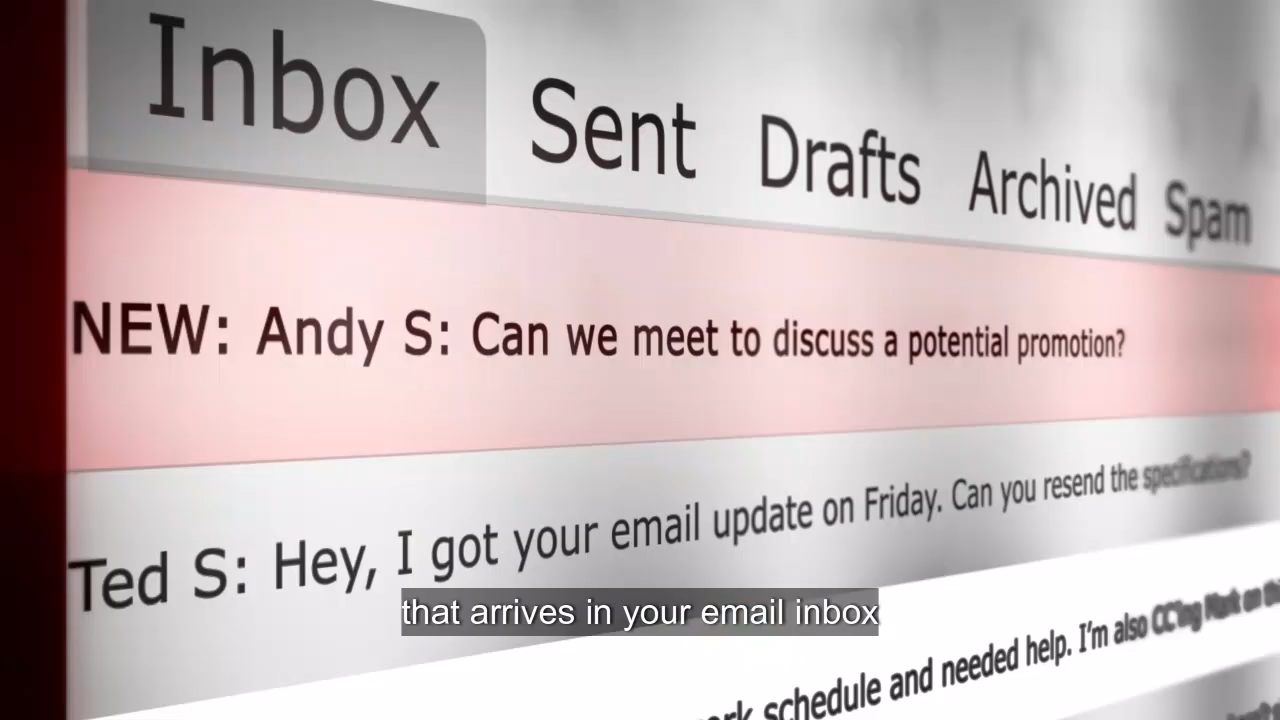 Inbox Sent Drafts Archived Spam
NEW: Andy S: Can we meet to discuss a potential promotion?
Ted S: Hey, I got your email update on Friday. Can you resend the specifications?
that arrives in your email inbox
schedule and needed help. I'm also CC'ing Mark on